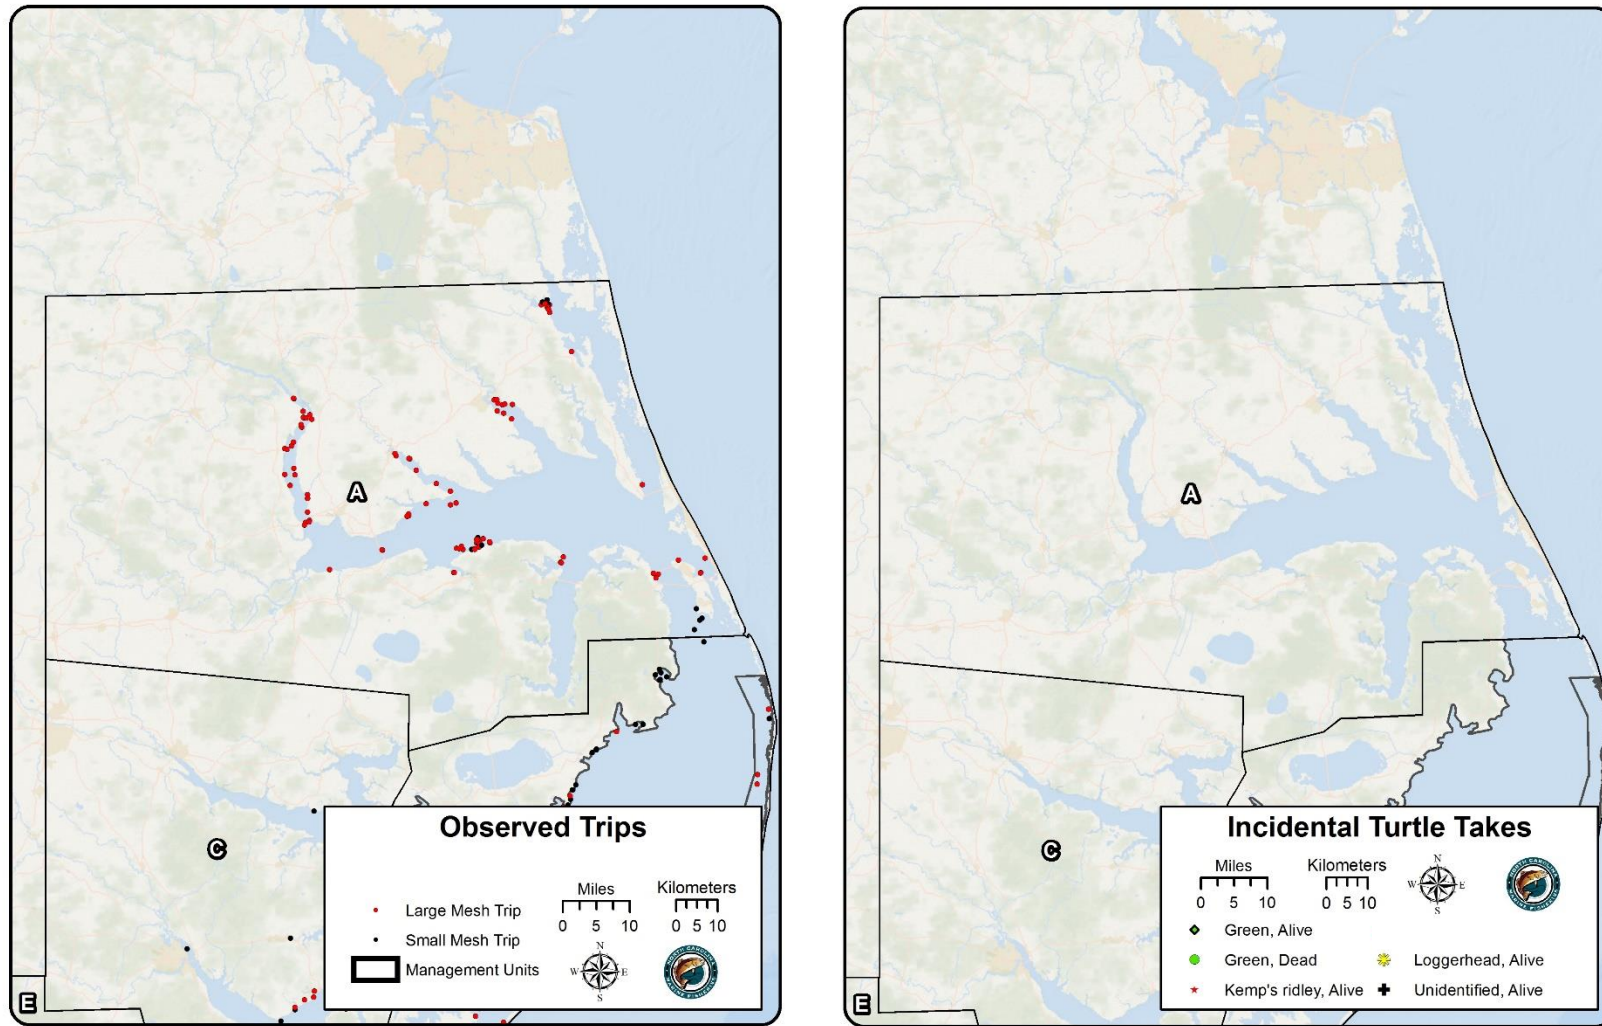 A
C
E
Observed Trips
Miles
0 5 10
Kilometers
0 5 10
Large Mesh Trip
Small Mesh Trip
Management Units
N
W E
S
A
C
E
Incidental Turtle Takes
Miles
0 5 10
Kilometers
0 5 10
N
W E
S
NORTH CAROLINA
Green, Alive
Green, Dead
Loggerhead, Alive
Kemp's ridley, Alive
Unidentified, Alive